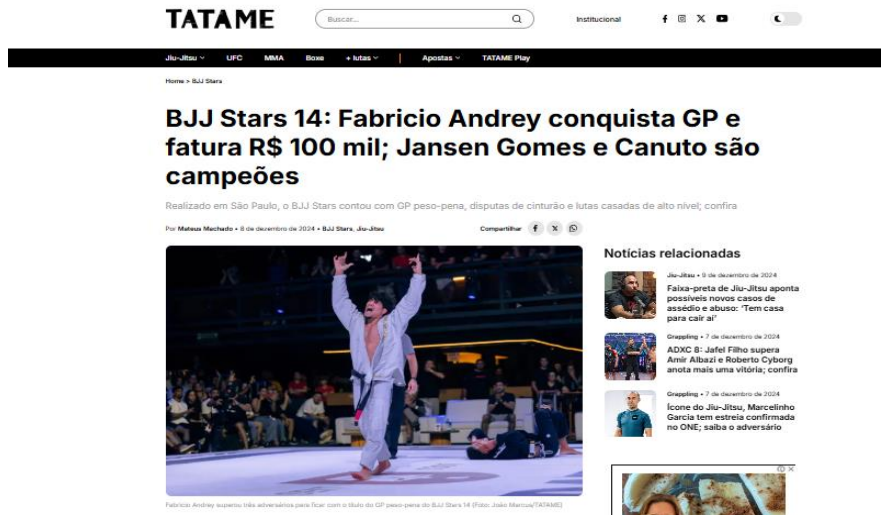 TATAME
Buscar...
Institucional
Jiu-Jitsu
UFC
MMA
Boxe
+ lutas
Apostas
TATAME Play
Home > BJJ Stars
BJJ Stars 14: Fabricio Andrey conquista GP e
fatura R$ 100 mil; Jansen Gomes e Canuto são
campeões
Realizado em São Paulo, o BJJ Stars contou com GP peso-pena, disputas de cinturão e lutas casadas de alto nível; confira
Por Mateus Machado • 8 de dezembro de 2024 • BJJ Stars, Jiu-Jitsu
Compartilhar
Fabricio Andrey superou três adversários para ficar com o título do GP peso-pena do BJJ Stars 14 (Foto: João Marcus/TATAME)
Notícias relacionadas
Jiu-Jitsu • 9 de dezembro de 2024
Faixa-preta de Jiu-Jitsu aponta
possíveis novos casos de
assédio e abuso: 'Tem casa
para cair aí'
Grappling • 7 de dezembro de 2024
ADXC 8: Jafel Filho supera
Amir Albazi e Roberto Cyborg
anota mais uma vitória; confira
Grappling • 7 de dezembro de 2024
Ícone do Jiu-Jitsu, Marcelinho
Garcia tem estreia confirmada
no ONE; saiba o adversário